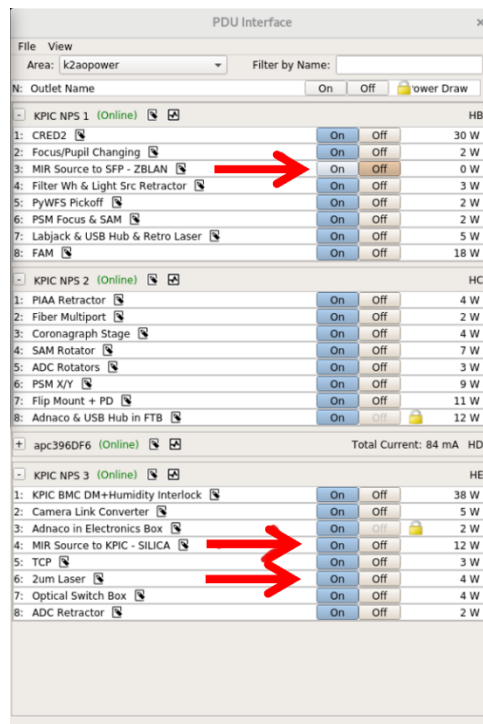 PDU Interface ×
FIle View
Area: k2aopower Filter by Name:
N: Outlet Name On Off ower Draw
- KPIC NPS 1 (Online) HB
1: CRED2 On Off 30 W
2: Focus/Pupil Changing On Off 2 W
3: MIR Source to SFP - ZBLAN On Off 0 W
4: Filter Wh & Light Src Retractor On Off 3 W
5: PyWFS Pickoff On Off 2 W
6: PSM Focus & SAM On Off 2 W
7: Labjack & USB Hub & Retro Laser On Off 5 W
8: FAM On Off 18 W
- KPIC NPS 2 (Online) HC
1: PIAA Retractor On Off 4 W
2: Fiber Multiport On Off 2 W
3: Coronagraph Stage On Off 4 W
4: SAM Rotator On Off 7 W
5: ADC Rotators On Off 3 W
6: PSM X/Y On Off 9 W
7: Flip Mount + PD On Off 11 W
8: Adnaco & USB Hub in FTB On Off 12 W
+ apc396DF6 (Online) Total Current: 84 mA HD
- KPIC NPS 3 (Online) HE
1: KPIC BMC DM+Humidity Interlock On Off 38 W
2: Camera Link Converter On Off 5 W
3: Adnaco in Electronics Box On Off 2 W
4: MIR Source to KPIC - SILICA On Off 12 W
5: TCP On Off 3 W
6: 2um Laser On Off 4 W
7: Optical Switch Box On Off 4 W
8: ADC Retractor On Off 2 W